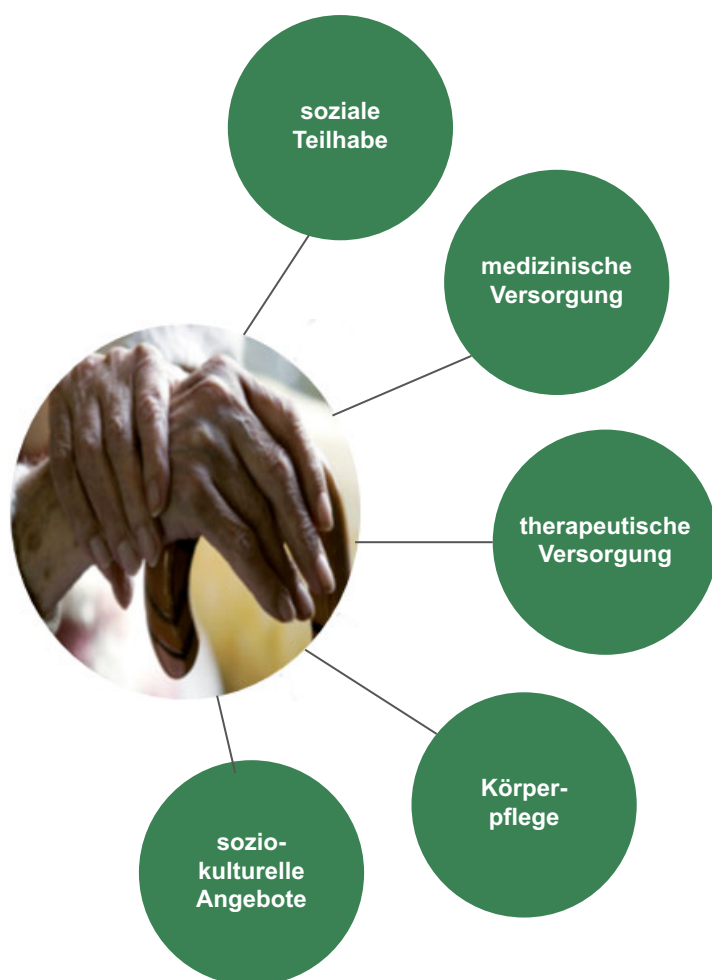 soziale
Teilhabe
medizinische
Versorgung
therapeutische
Versorgung
Körper-
pflege
sozio-
kulturelle
Angebote